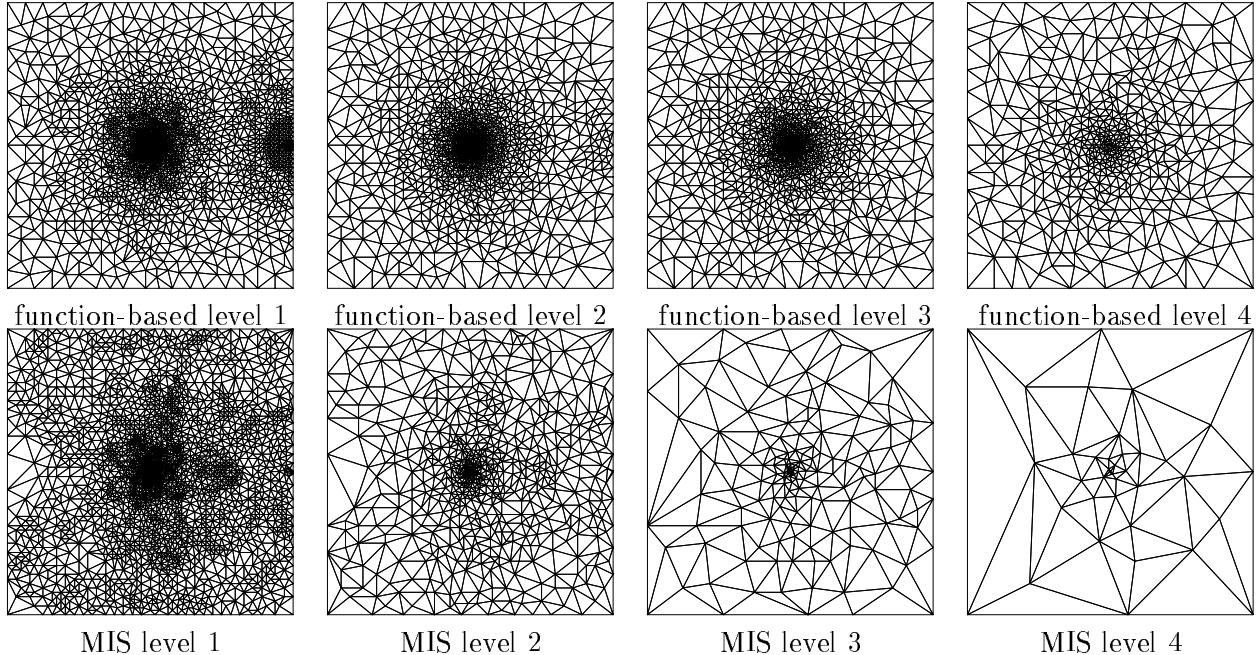 function-based level 1
function-based level 2
function-based level 3
function-based level 4
MIS level 1
MIS level 2
MIS level 3
MIS level 4